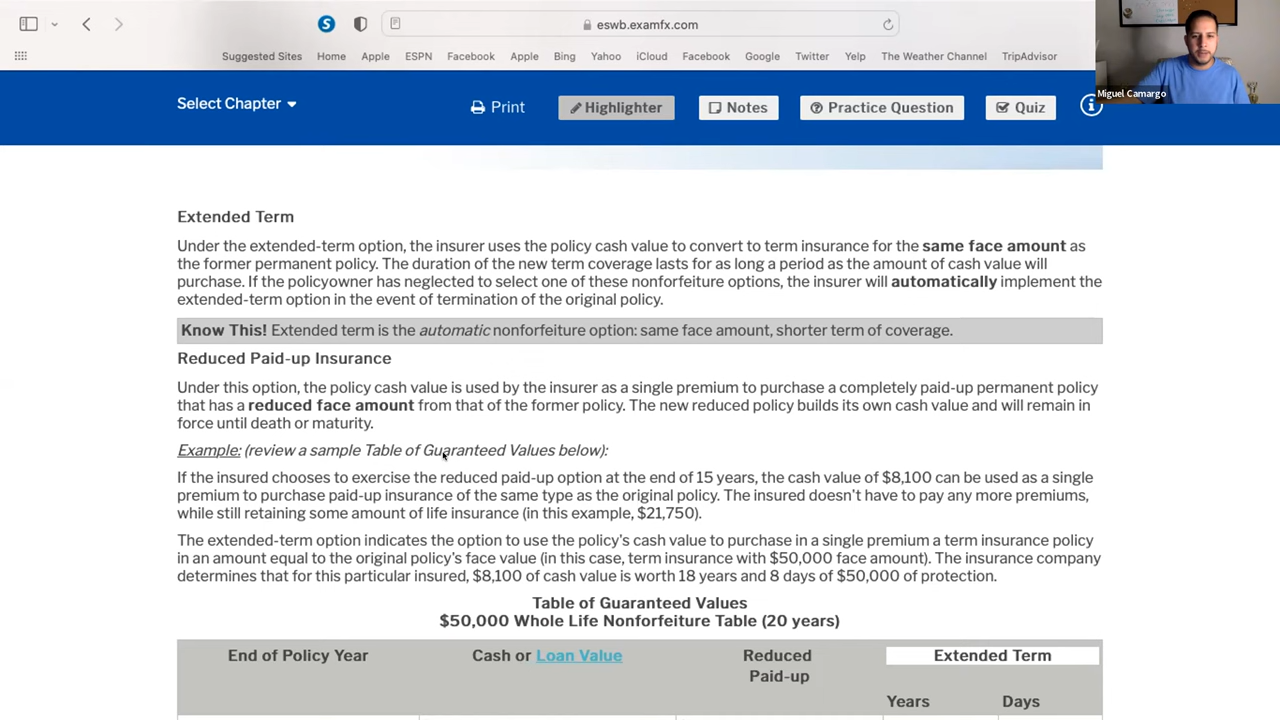 eswb.examfx.com
Suggested Sites Home Apple ESPN Facebook Apple Bing Yahoo iCloud Facebook Google Twitter Yelp The Weather Channel TripAdvisor
Miguel Camargo
Select Chapter
Print
Highlighter
Notes
Practice Question
Quiz
Extended Term
Under the extended-term option, the insurer uses the policy cash value to convert to term insurance for the same face amount as
the former permanent policy. The duration of the new term coverage lasts for as long a period as the amount of cash value will
purchase. If the policyowner has neglected to select one of these nonforfeiture options, the insurer will automatically implement the
extended-term option in the event of termination of the original policy.
Know This! Extended term is the automatic nonforfeiture option: same face amount, shorter term of coverage.
Reduced Paid-up Insurance
Under this option, the policy cash value is used by the insurer as a single premium to purchase a completely paid-up permanent policy
that has a reduced face amount from that of the former policy. The new reduced policy builds its own cash value and will remain in
force until death or maturity.
Example: (review a sample Table of Guaranteed Values below):
If the insured chooses to exercise the reduced paid-up option at the end of 15 years, the cash value of $8,100 can be used as a single
premium to purchase paid-up insurance of the same type as the original policy. The insured doesn't have to pay any more premiums,
while still retaining some amount of life insurance (in this example, $21,750).
The extended-term option indicates the option to use the policy's cash value to purchase in a single premium a term insurance policy
in an amount equal to the original policy's face value (in this case, term insurance with $50,000 face amount). The insurance company
determines that for this particular insured, $8,100 of cash value is worth 18 years and 8 days of $50,000 of protection.
Table of Guaranteed Values
$50,000 Whole Life Nonforfeiture Table (20 years)
End of Policy Year
Cash or Loan Value
Reduced
Paid-up
Extended Term
Years
Days